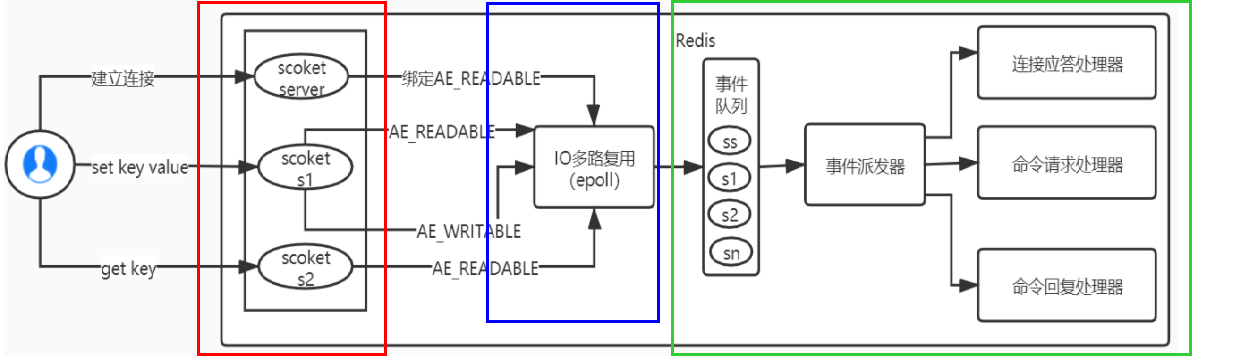 建立连接
set key value
get key
scoket
server
scoket
s1
scoket
s2
绑定AE_READABLE
AE_READABLE
AE_WRITABLE
AE_READABLE
IO多路复用
(epoll)
Redis
事件
队列
ss
s1
s2
sn
事件派发器
连接应答处理器
命令请求处理器
命令回复处理器